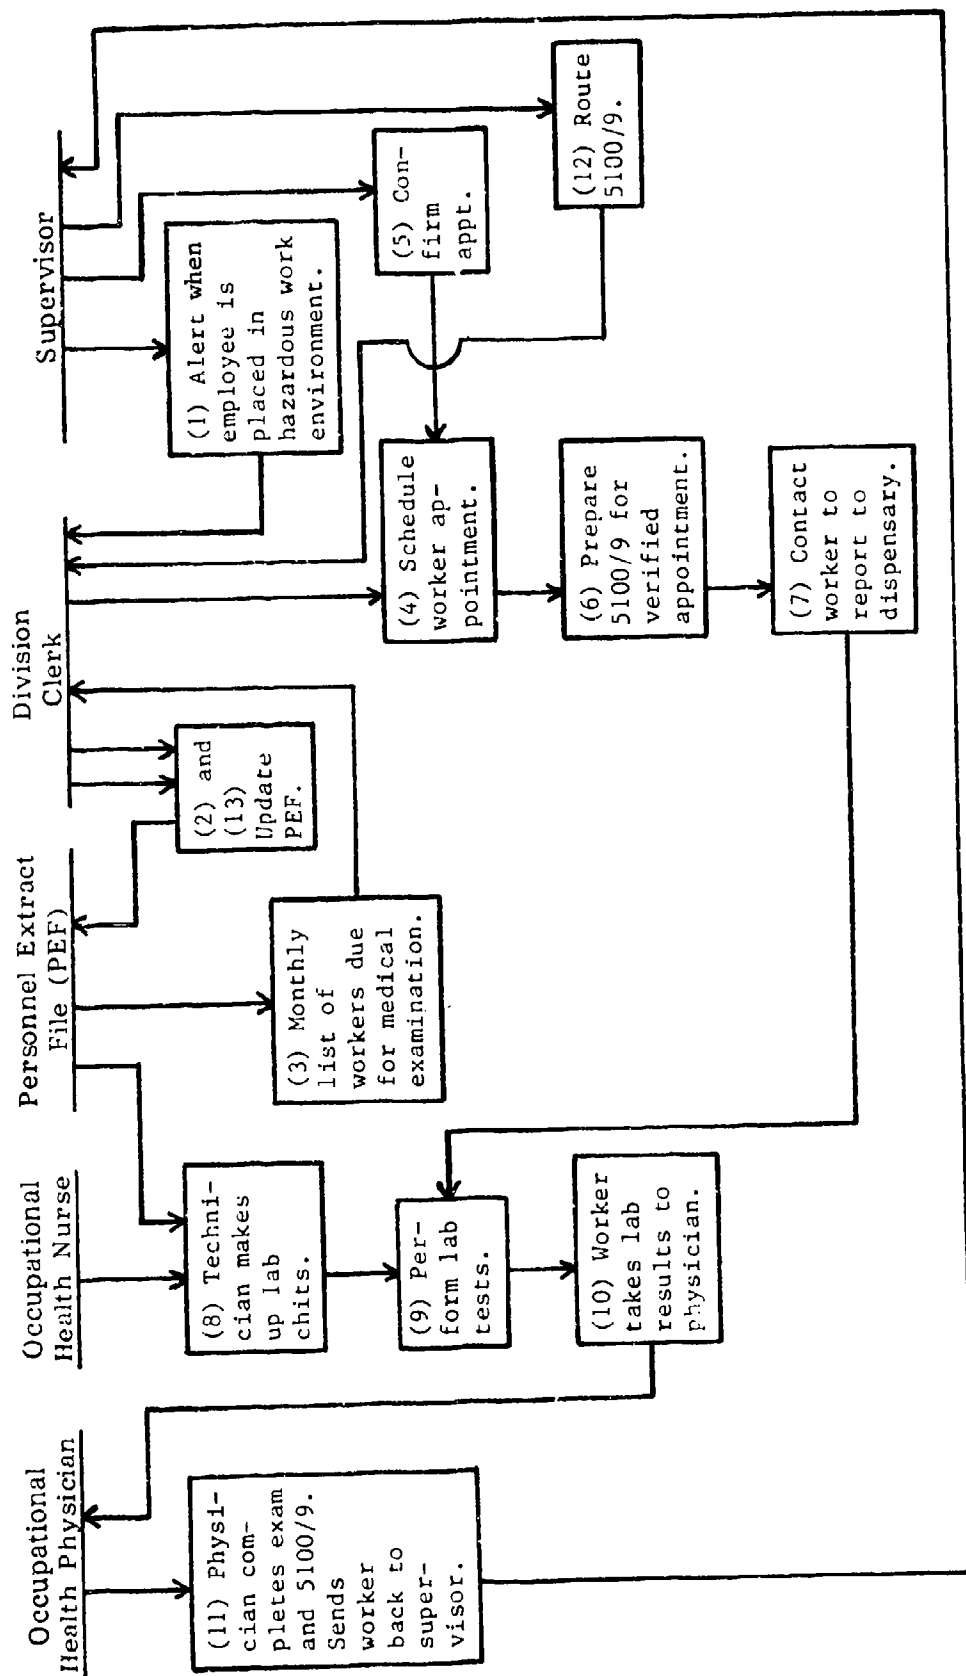 Occupational
Health Physician
Occupational
Health Nurse
Personnel Extract
File (PEF)
Division
Clerk
Supervisor
(11) Physi-
cian com-
pletes exam
and 5100/9.
Sends
worker
back to
super-
visor.
(8) Techni-
cian makes
up lab
chits.
(9) Per-
form lab
tests.
(10) Worker
takes lab
results to
physician.
(3) Monthly
list of
workers due
for medical
examination.
(2) and
(13)
Update
PEF.
(4) Schedule
worker ap-
pointment.
(6) Prepare
5100/9 for
verified
appointment.
(7) Contact
worker to
report to
dispensary.
(1) Alert when
employee is
placed in
hazardous work
environment.
(5) Con-
firm
appt.
(12) Route
5100/9.